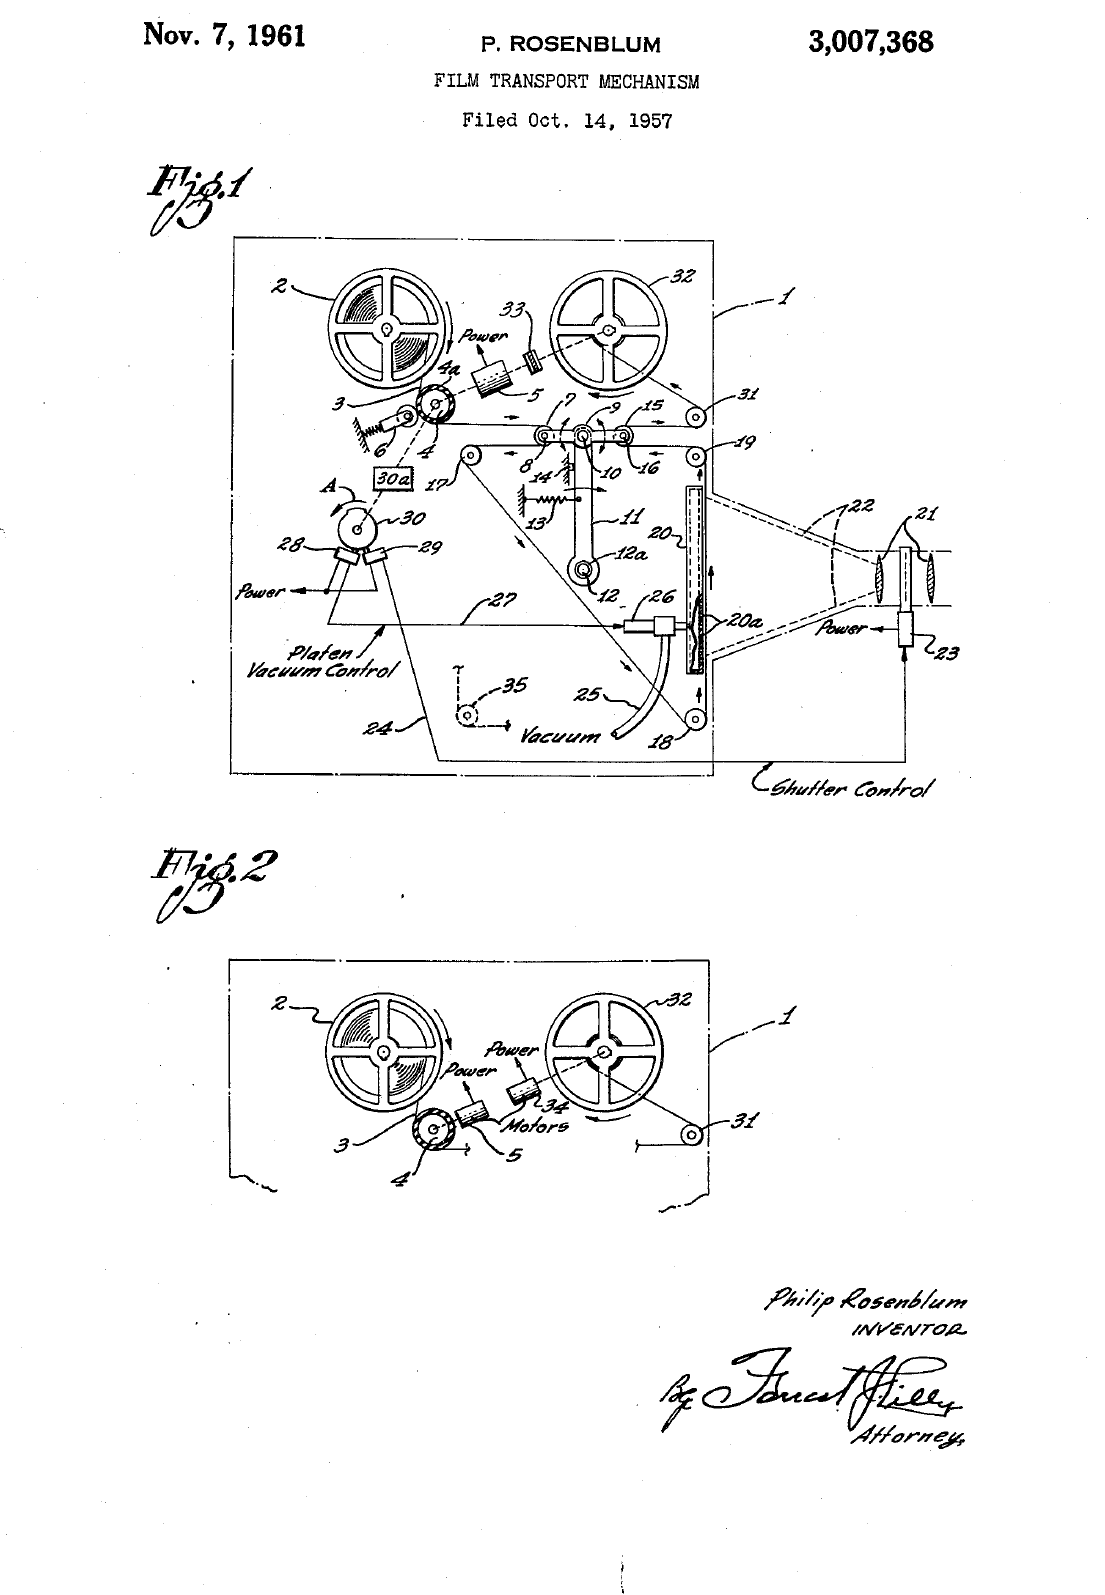 Nov. 7, 1961
P. ROSENBLUM
3,007,368
FILM TRANSPORT MECHANISM
Filed Oct. 14, 1957
Fig.1
2
32
1
33
Power
4a
5
3
31
6
4
7
9
15
8
10
16
19
17
14
30a
A
13
11
20
22
21
30
28
29
12a
12
Power
27
26
20a
Power
23
Platen
Vacuum Control
35
25
24
Vacuum
18
Shutter Control
Fig.2
2
32
1
Power
Power
34
Motors
3
5
31
4
Philip Rosenblum
INVENTOR
By Forrest J. Lilly
Attorney